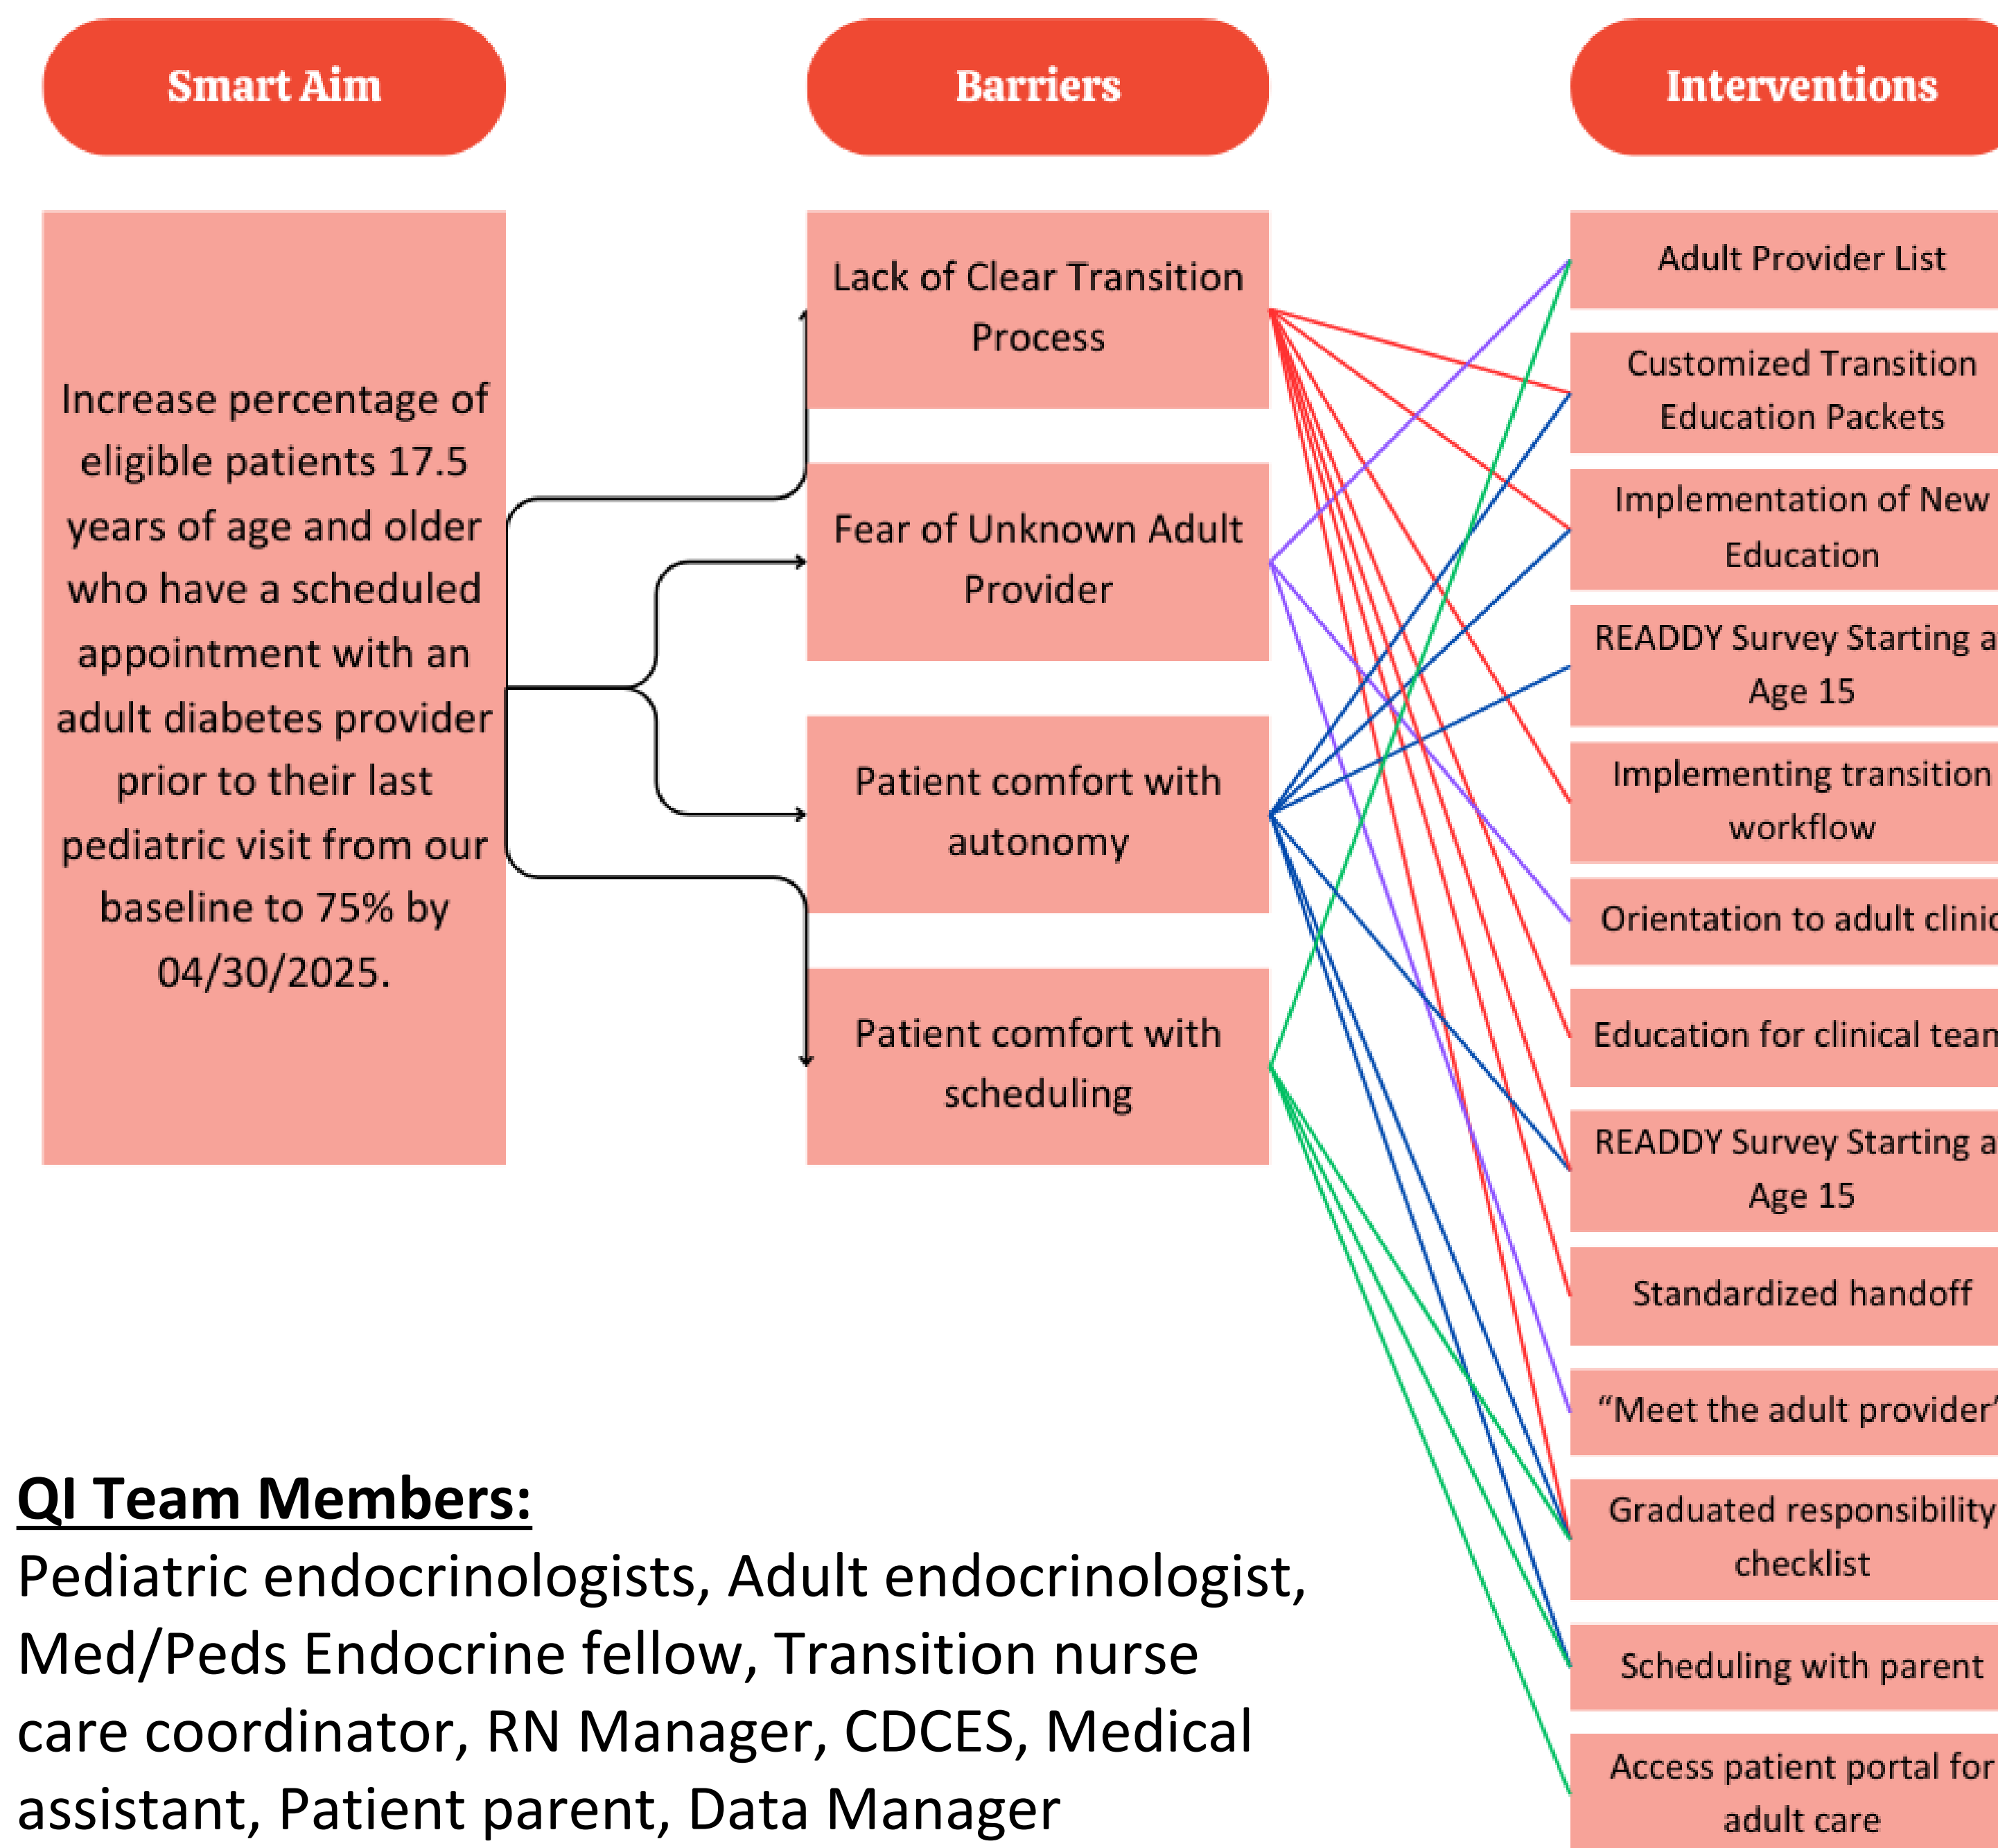 Smart Aim
Barriers
Interventions
Increase percentage of
eligible patients 17.5
years of age and older
who have a scheduled
appointment with an
adult diabetes provider
prior to their last
pediatric visit from our
baseline to 75% by
04/30/2025.
Lack of Clear Transition
Process
Fear of Unknown Adult
Provider
Patient comfort with
autonomy
Patient comfort with
scheduling
Adult Provider List
Customized Transition
Education Packets
Implementation of New
Education
READDY Survey Starting a
Age 15
Implementing transition
workflow
Orientation to adult clinic
Education for clinical team
READDY Survey Starting a
Age 15
Standardized handoff
“Meet the adult provider”
Graduated responsibility
checklist
Scheduling with parent
Access patient portal for
adult care
QI Team Members:
Pediatric endocrinologists, Adult endocrinologist,
Med/Peds Endocrine fellow, Transition nurse
care coordinator, RN Manager, CDCES, Medical
assistant, Patient parent, Data Manager